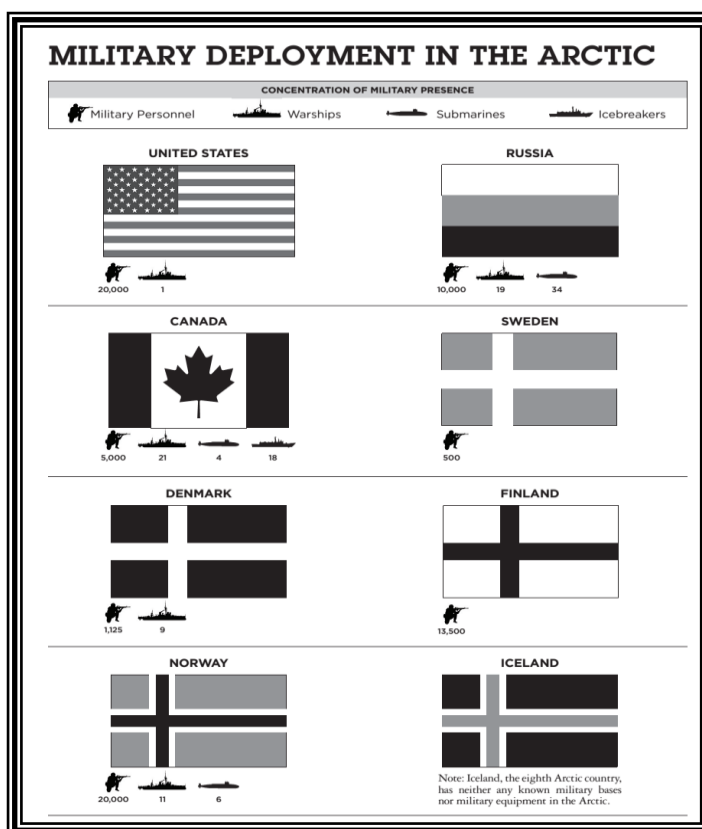 MILITARY DEPLOYMENT IN THE ARCTIC
CONCENTRATION OF MILITARY PRESENCE
Military Personnel Warships Submarines Icebreakers
UNITED STATES
20,000 1
RUSSIA
10,000 19 34
CANADA
5,000 21 4 18
SWEDEN
500
DENMARK
1,125 9
FINLAND
13,500
NORWAY
20,000 11 6
ICELAND
Note: Iceland, the eighth Arctic country,
has neither any known military bases
nor military equipment in the Arctic.